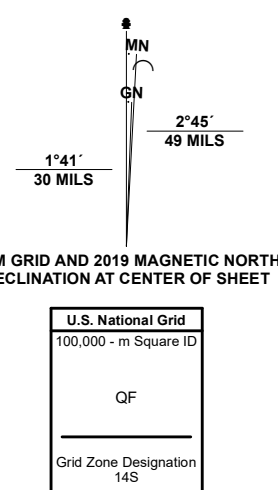 MN
GN
2°45´
49 MILS
1°41´
30 MILS
M GRID AND 2019 MAGNETIC NORTH
ECLINATION AT CENTER OF SHEET
U.S. National Grid
100,000 - m Square ID
QF
Grid Zone Designation
14S